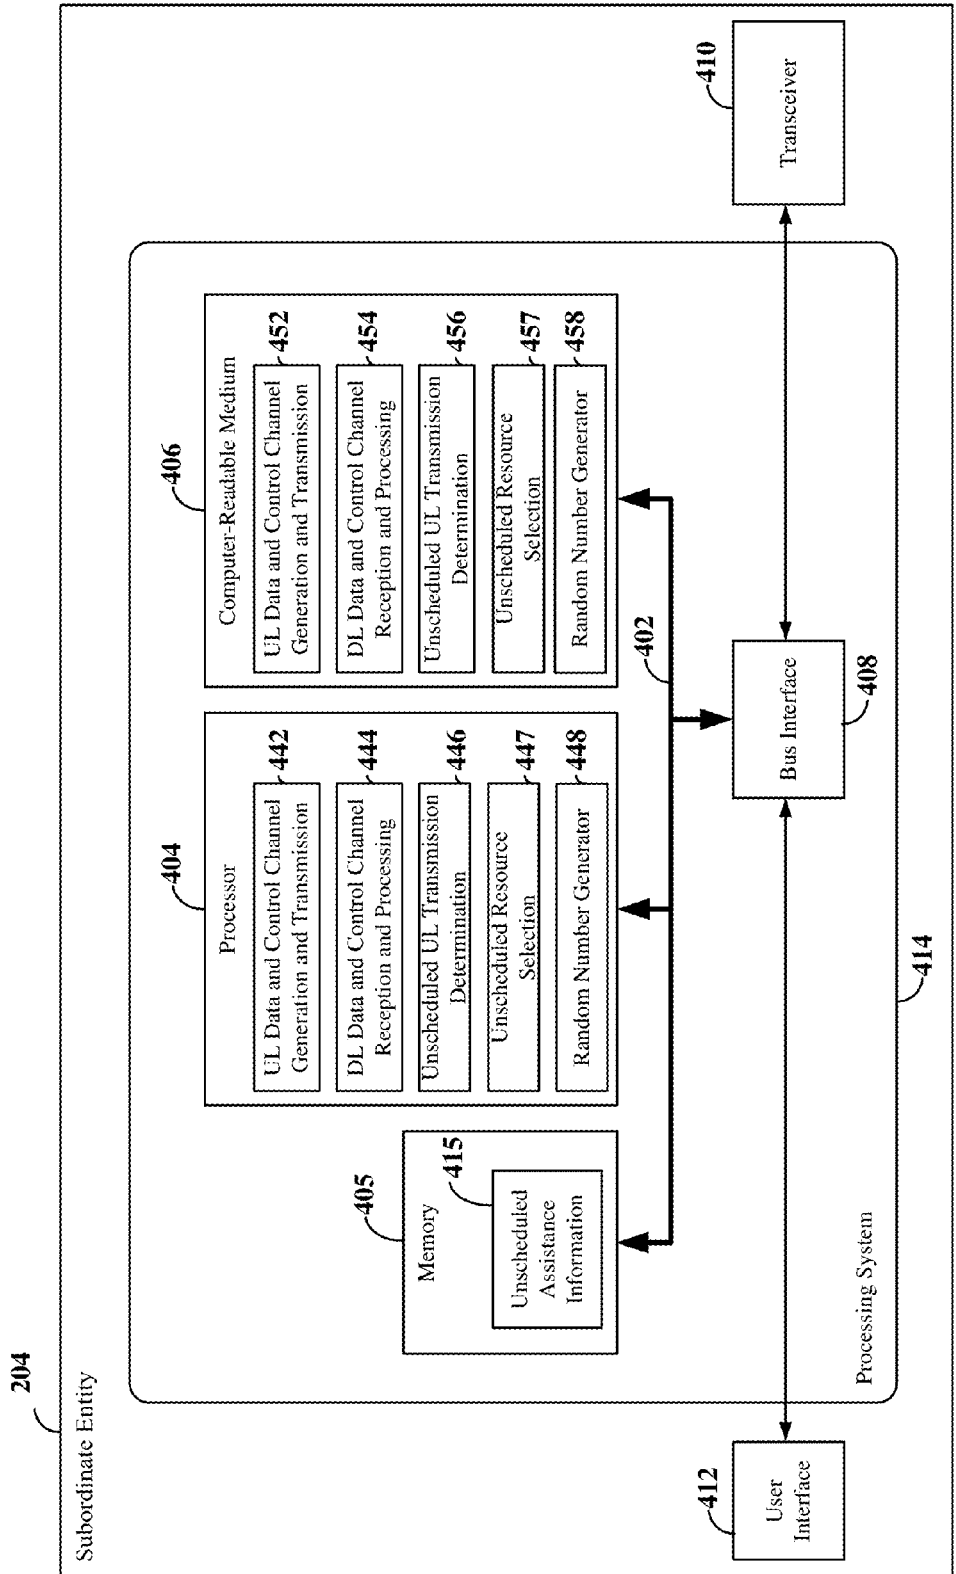 204
Subordinate Entity
405
Memory
415
Unscheduled
Assistance
Information
404
Processor
UL Data and Control Channel
Generation and Transmission
442
DL Data and Control Channel
Reception and Processing
444
Unscheduled UL Transmission
Determination
446
Unscheduled Resource
Selection
447
Random Number Generator
448
406
Computer-Readable Medium
UL Data and Control Channel
Generation and Transmission
452
DL Data and Control Channel
Reception and Processing
454
Unscheduled UL Transmission
Determination
456
Unscheduled Resource
Selection
457
Random Number Generator
458
402
412
User
Interface
Bus Interface
408
410
Transceiver
Processing System
414